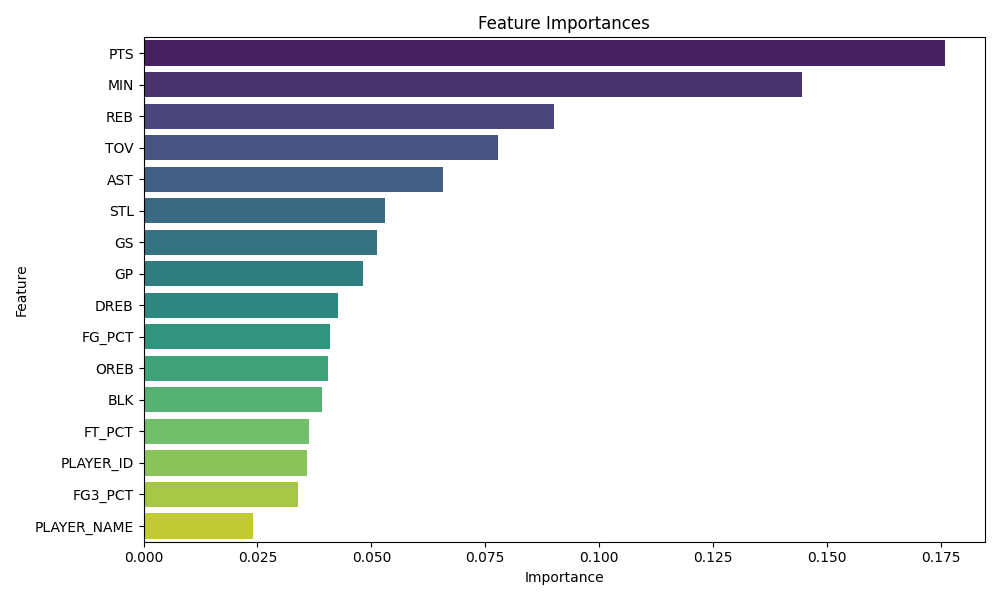 Feature Importances
PTS
MIN
REB
TOV
AST
STL
GS
GP
DREB
FG_PCT
OREB
BLK
FT_PCT
PLAYER_ID
FG3_PCT
PLAYER_NAME
Feature
0.000 0.025 0.050 0.075 0.100 0.125 0.150 0.175
Importance